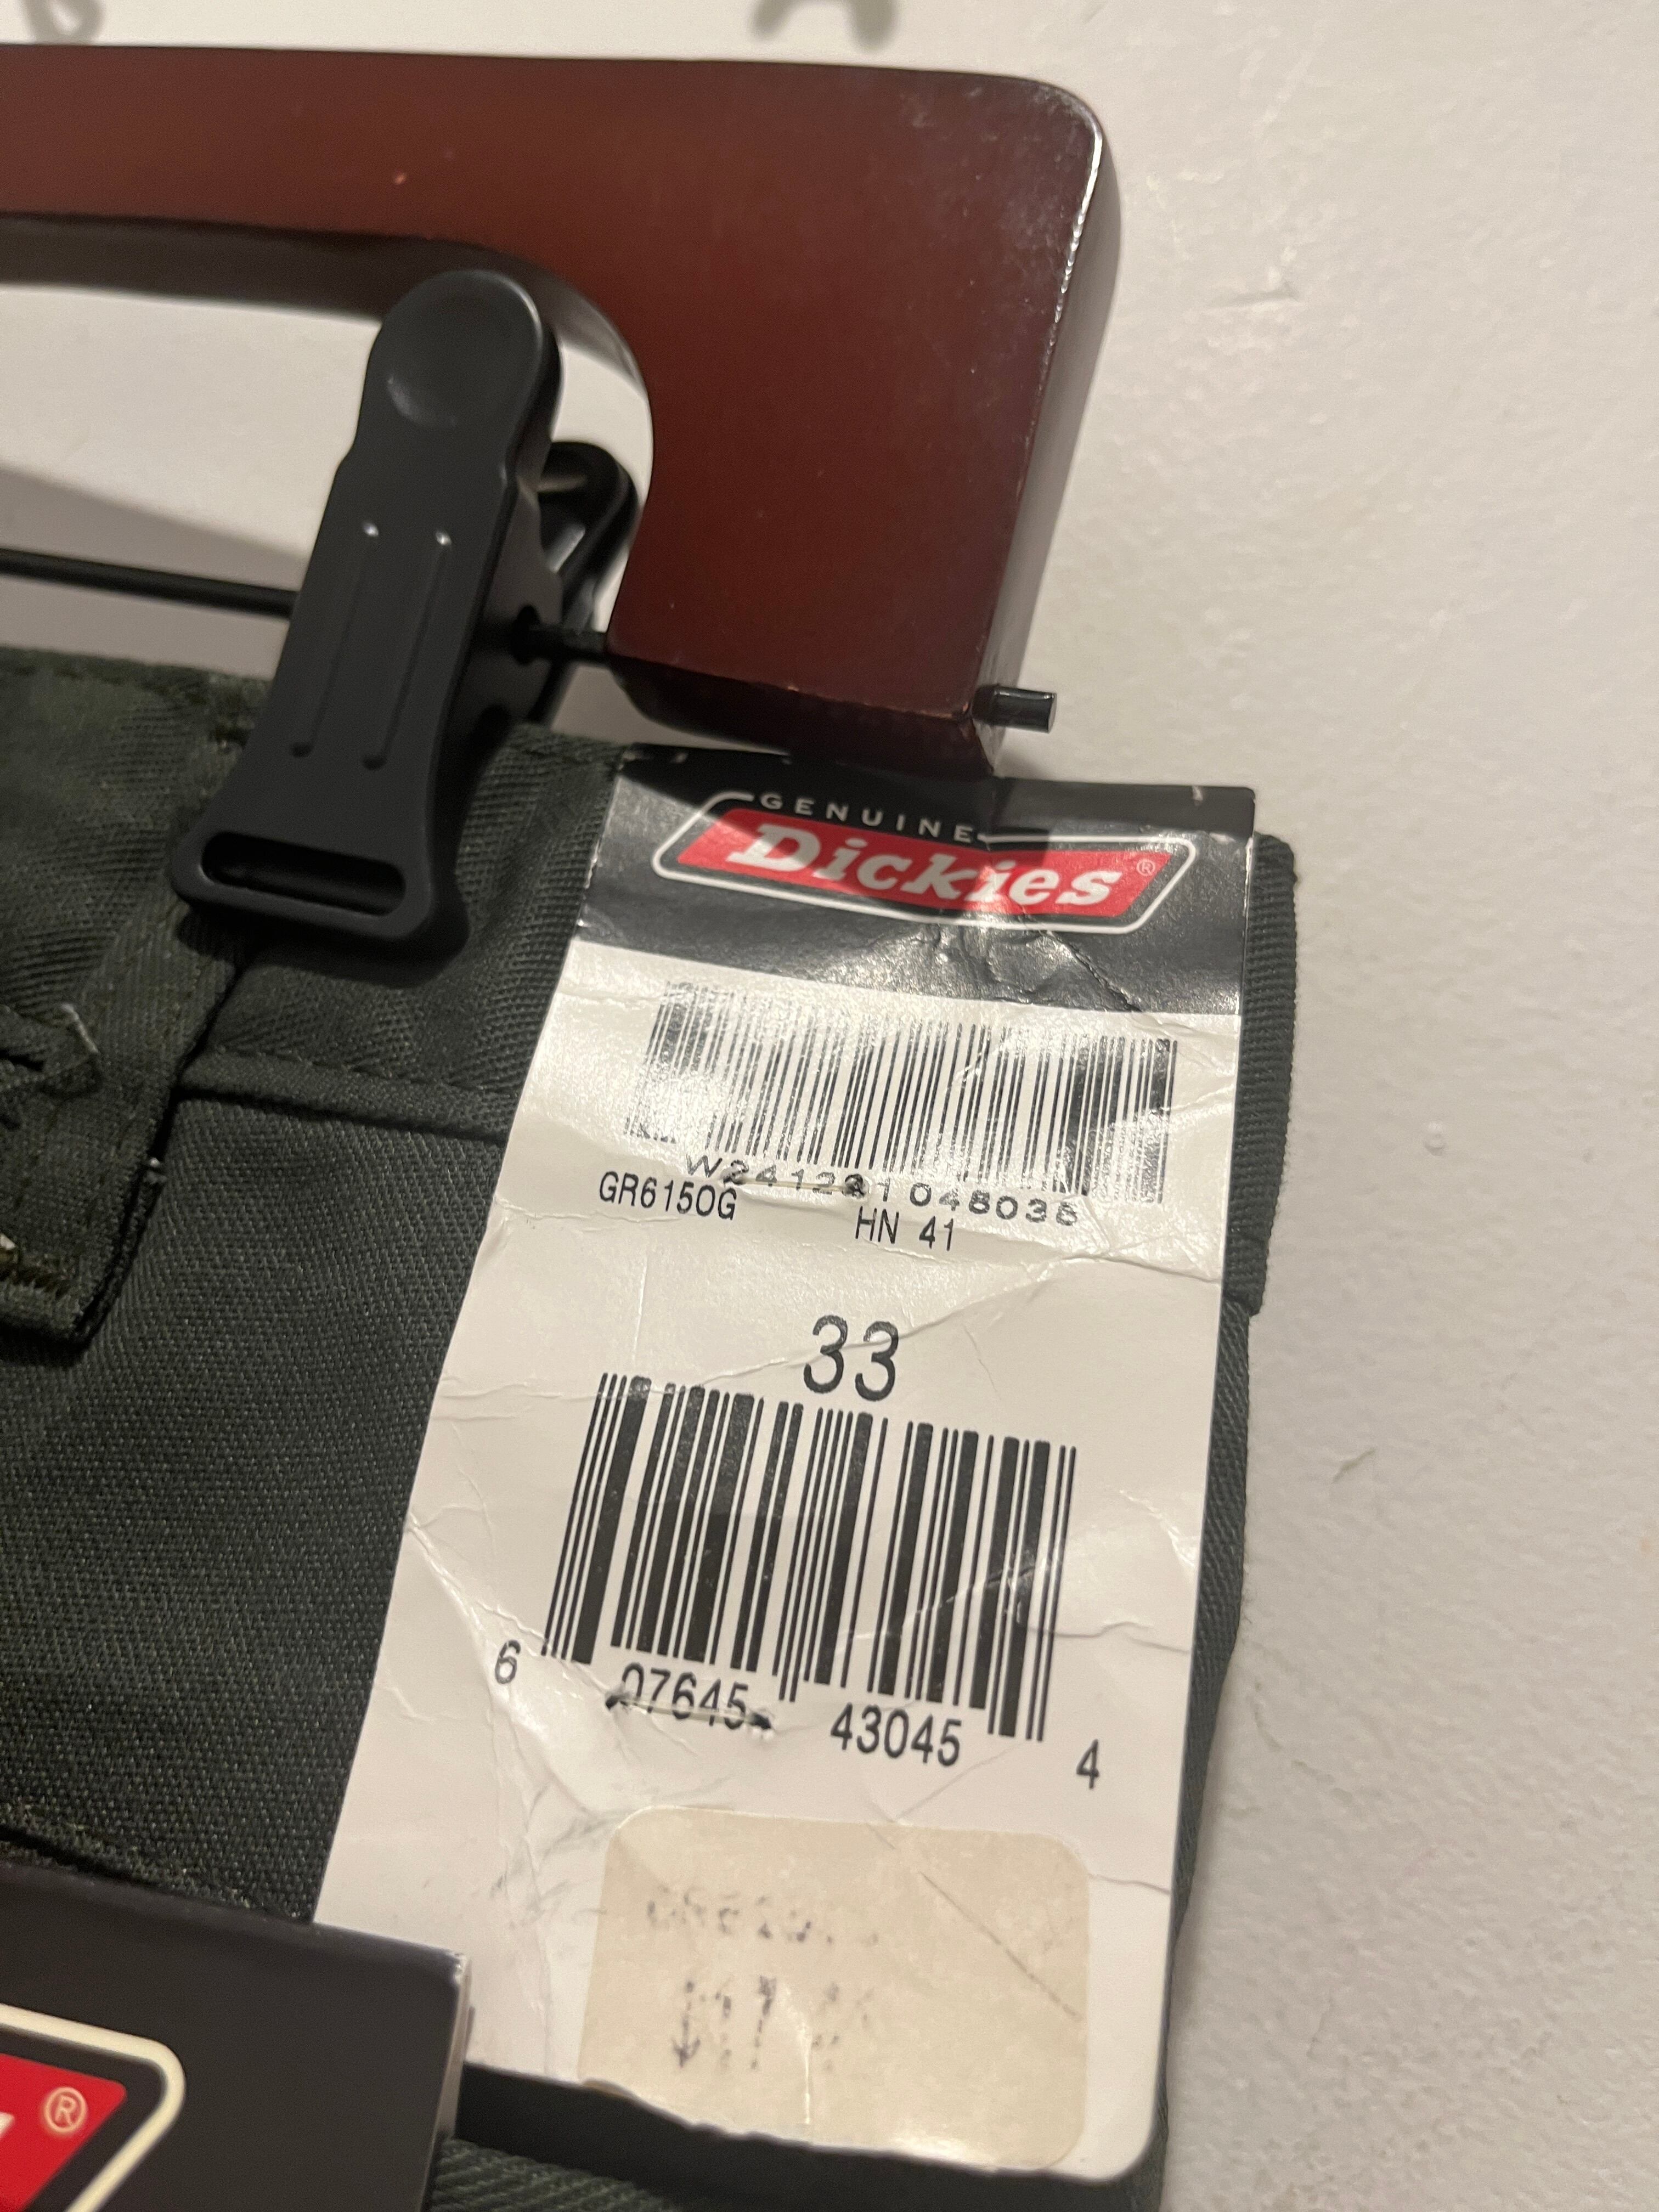 GENUINE
Dickies®
GR615OG
HN 41
33
6 07645 43045 4
®